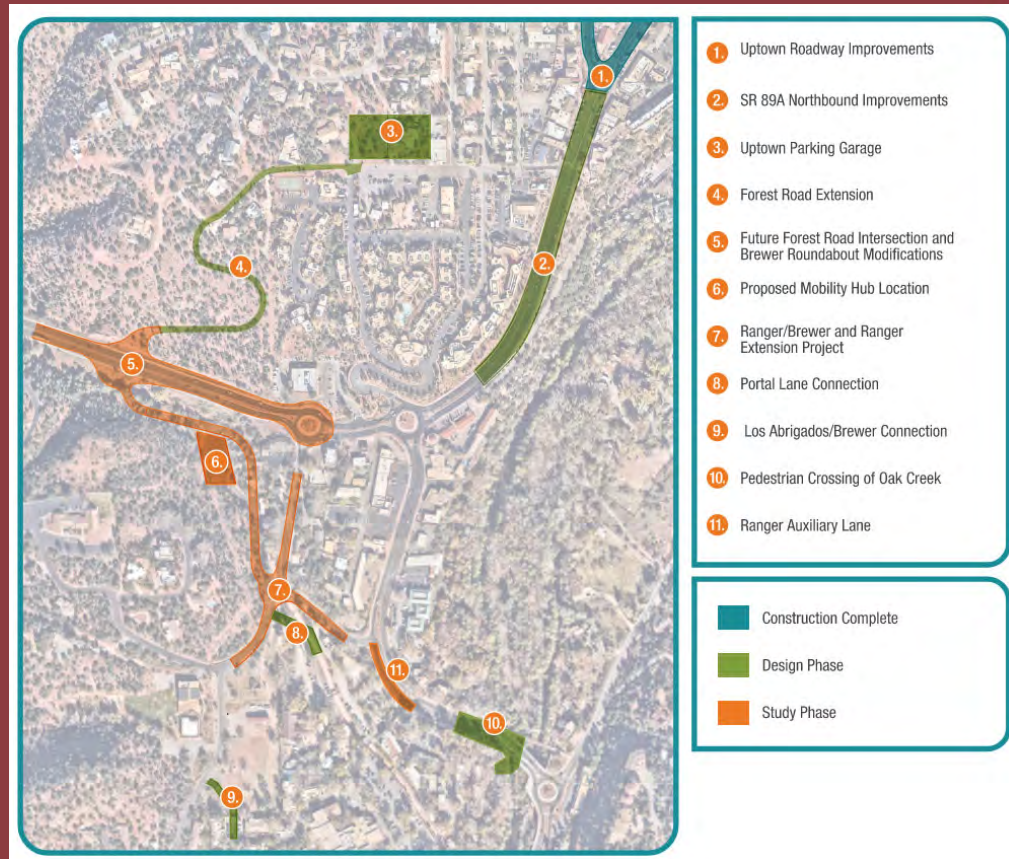 1.
2.
3.
4.
5.
6.
7.
8.
9.
10.
11.
1. Uptown Roadway Improvements
2. SR 89A Northbound Improvements
3. Uptown Parking Garage
4. Forest Road Extension
5. Future Forest Road Intersection and
Brewer Roundabout Modifications
6. Proposed Mobility Hub Location
7. Ranger/Brewer and Ranger
Extension Project
8. Portal Lane Connection
9. Los Abrigados/Brewer Connection
10. Pedestrian Crossing of Oak Creek
11. Ranger Auxiliary Lane
Construction Complete
Design Phase
Study Phase